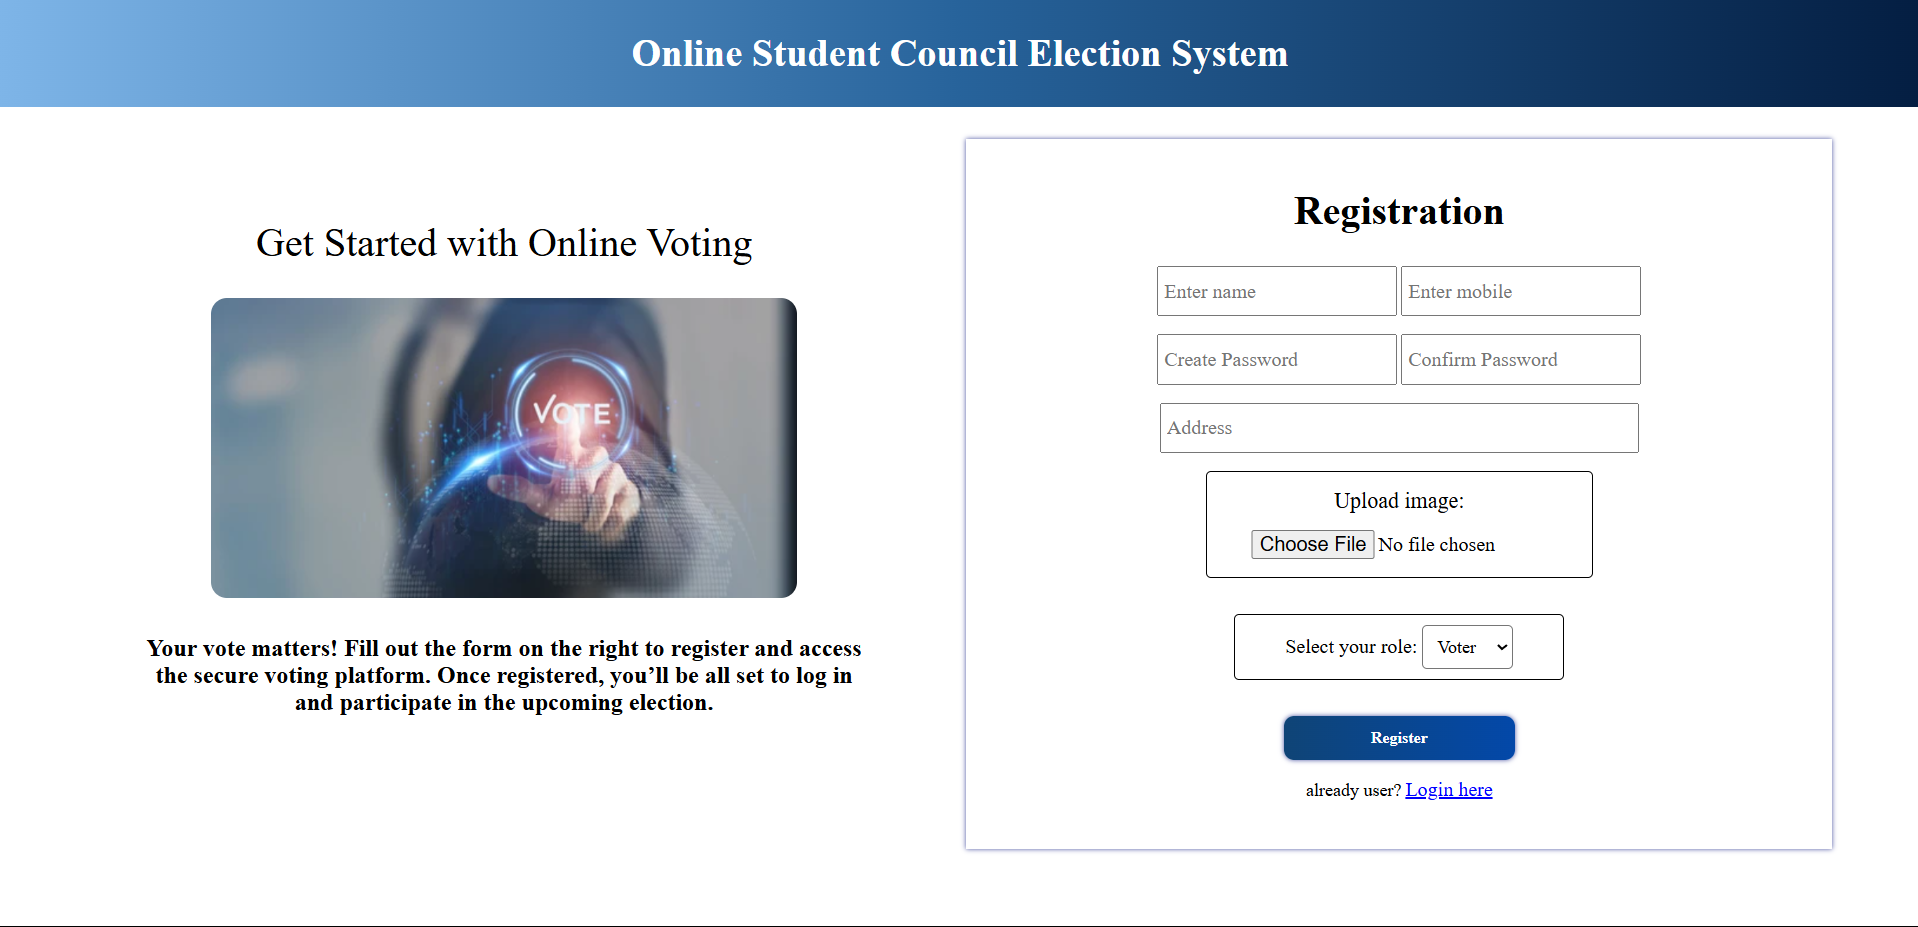 Online Student Council Election System
Get Started with Online Voting
VOTE
Your vote matters! Fill out the form on the right to register and access
the secure voting platform. Once registered, you’ll be all set to log in
and participate in the upcoming election.
Registration
Enter name Enter mobile
Create Password Confirm Password
Address
Upload image:
Choose File No file chosen
Select your role: Voter
Register
already user? Login here